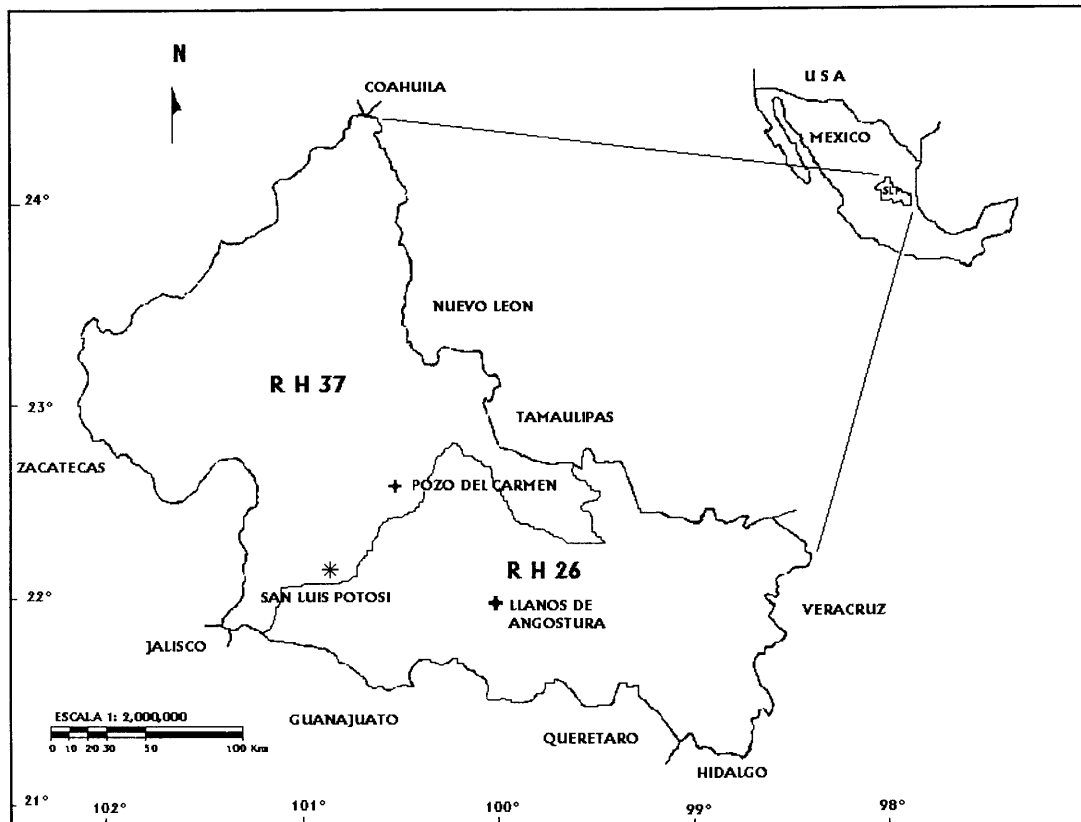 N
COAHUILA
U S A
MEXICO
SLP
24°
NUEVO LEON
R H 37
23°
TAMAULIPAS
ZACATECAS
POZO DEL CARMEN
R H 26
22°
SAN LUIS POTOSI
LLANOS DE
ANGOSTURA
VERACRUZ
JALISCO
ESCALA 1: 2,000,000
GUANAJUATO
0 10 20 30 50 100 Km
QUERETARO
HIDALGO
21°
102° 101° 100° 99° 98°